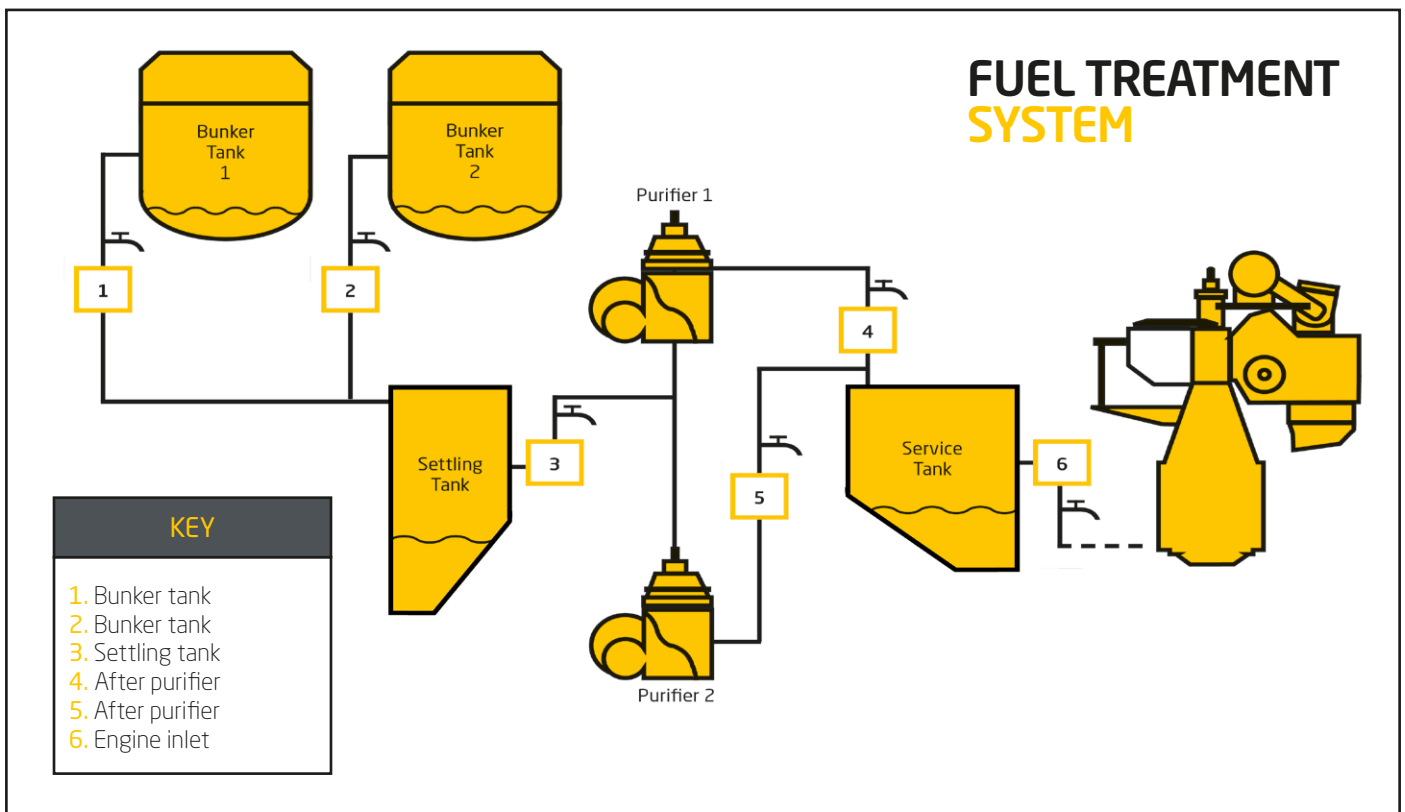 FUEL TREATMENT
SYSTEM
Bunker
Tank
1
Bunker
Tank
2
Purifier 1
1
2
4
Settling
Tank
3
Service
Tank
6
5
Purifier 2
KEY
1. Bunker tank
2. Bunker tank
3. Settling tank
4. After purifier
5. After purifier
6. Engine inlet